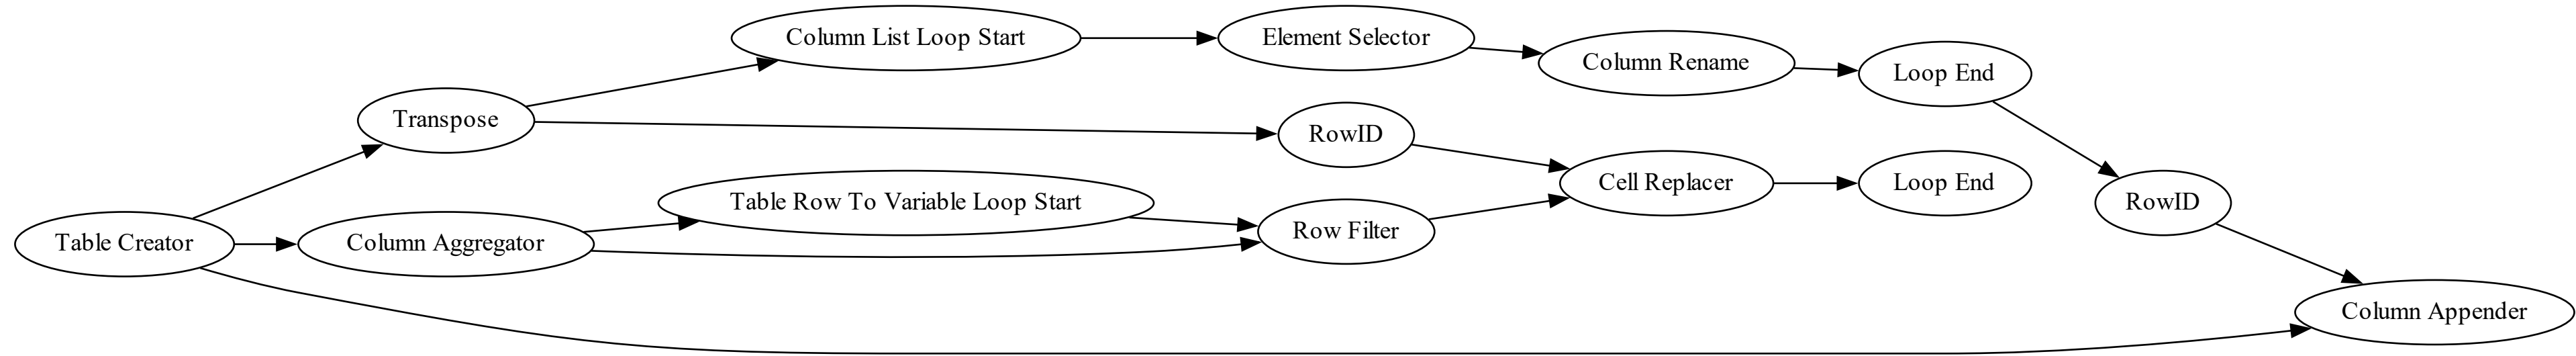 Column List Loop Start
Element Selector
Column Rename
Loop End
Transpose
RowID
Table Row To Variable Loop Start
Cell Replacer
Loop End
RowID
Table Creator
Column Aggregator
Row Filter
Column Appender